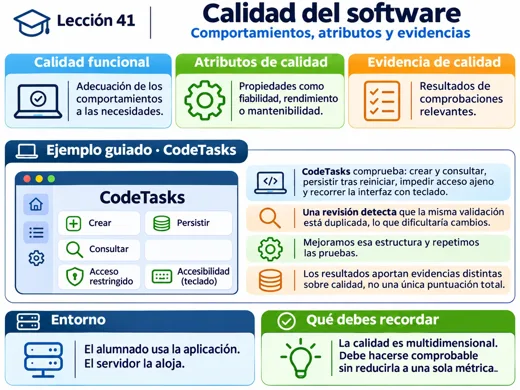 Lección 41
Calidad del software
Comportamientos, atributos y evidencias
Calidad funcional
Adecuación de los
comportamientos
a las necesidades.
Atributos de calidad
Propiedades como
fiabilidad, rendimiento
o mantenibilidad.
Evidencia de calidad
Resultados de
comprobaciones
relevantes.
Ejemplo guiado · CodeTasks
CodeTasks
Crear
Persistir
Consultar
Acceso
restringido
Accesibilidad
(teclado)
CodeTasks comprueba: crear y consultar,
persistir tras reiniciar, impedir acceso ajeno
y recorrer la interfaz con teclado.
Una revisión detecta que la misma validación
está duplicada, lo que dificultaría cambios.
Mejoramos esa estructura y repetimos
las pruebas.
Los resultados aportan evidencias distintas
sobre calidad, no una única puntuación total.
Entorno
El alumnado usa la aplicación.
El servidor la aloja.
Qué debes recordar
La calidad es multidimensional.
Debe hacerse comprobable
sin reducirla a una sola métrica.